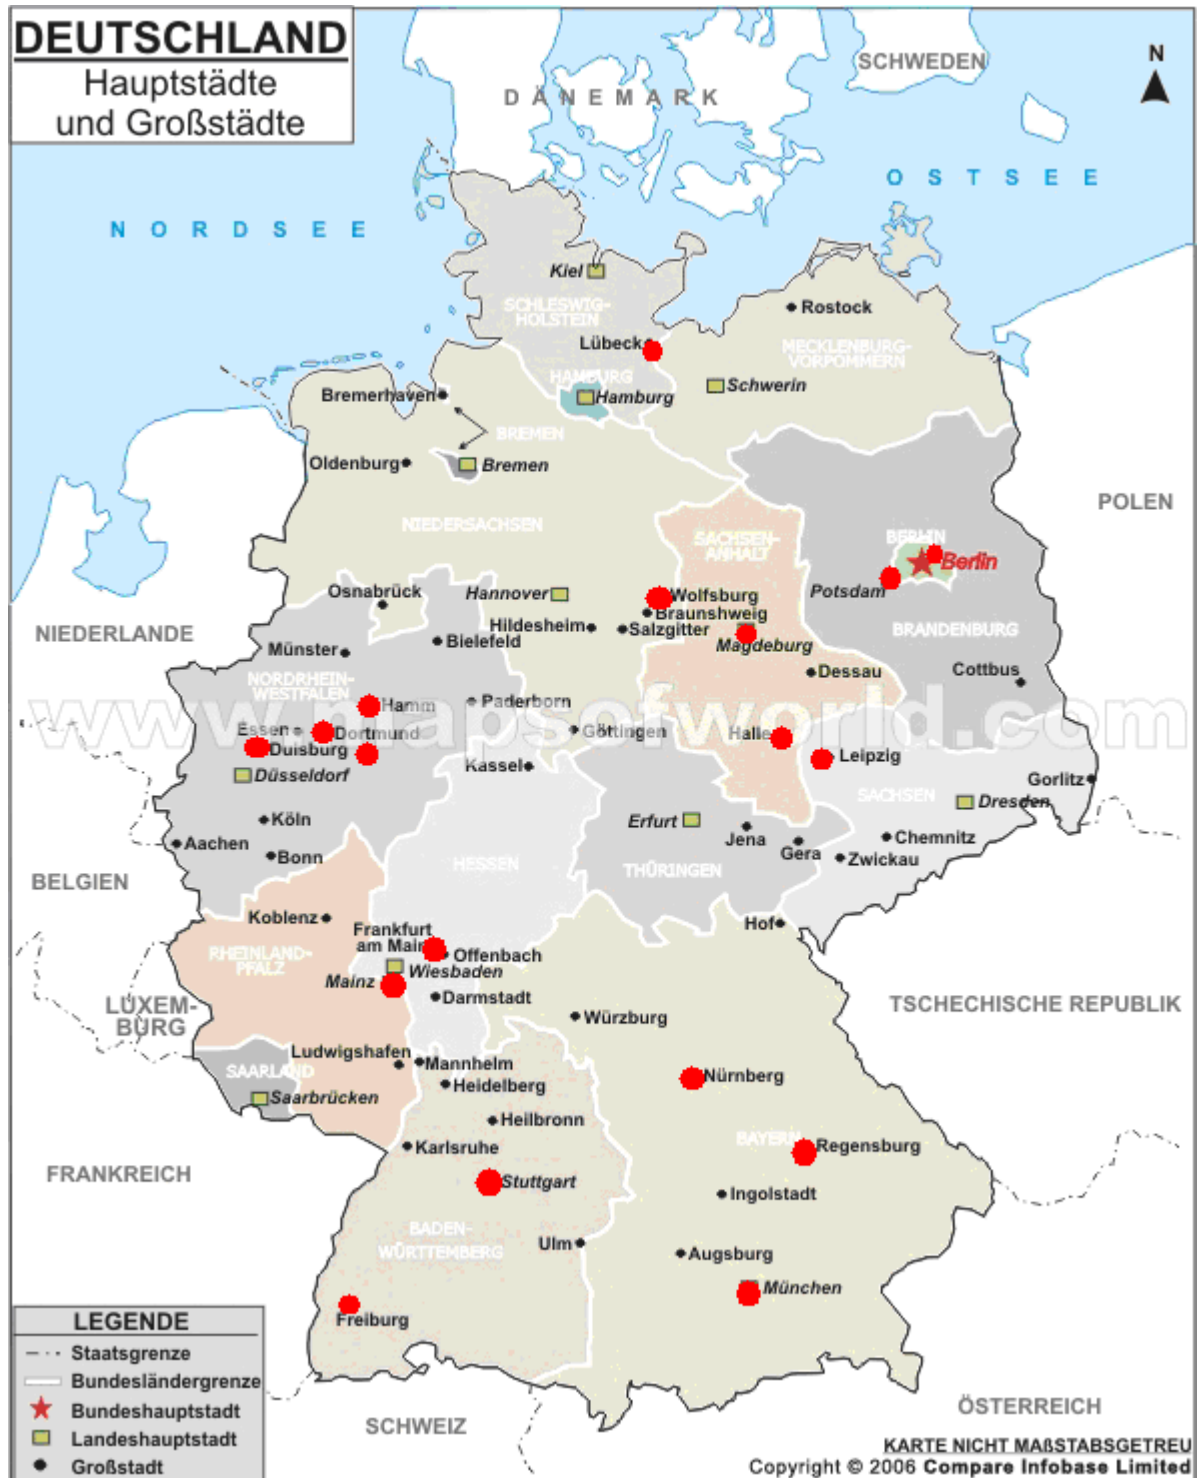 DEUTSCHLAND
Hauptstädte
und Großstädte
N
SCHWEDEN
DÄNEMARK
OSTSEE
NORDSEE
Kiel
SCHLESWIG-
HOLSTEIN
Rostock
Lübeck
MECKLENBURG-
VORPOMMERN
HAMBURG
Schwerin
Hamburg
Bremerhaven
BREMEN
Oldenburg
Bremen
POLEN
NIEDERSACHSEN
SACHSEN-
ANHALT
BERLIN
Berlin
Osnabrück
Hannover
Wolfsburg
Potsdam
Braunshweig
NIEDERLANDE
Hildesheim
Salzgitter
BRANDENBURG
Bielefeld
Magdeburg
Münster
Dessau
Cottbus
NORDRHEIN-
WESTFALEN
www.mapsofworld.com
Hamm
Paderborn
Essen
Dortmund
Göttingen
Halle
Duisburg
Leipzig
Kassel
Düsseldorf
Gorlitz
SACHSEN
Dresden
Köln
Erfurt
Jena
Chemnitz
Aachen
Gera
Zwickau
Bonn
HESSEN
THÜRINGEN
BELGIEN
Koblenz
Hof
Frankfurt
am Main
Offenbach
RHEINLAND-
PFALZ
Wiesbaden
Mainz
Darmstadt
LUXEM-
BURG
TSCHECHISCHE REPUBLIK
Würzburg
Ludwigshafen
Mannhelm
SAARLAND
Heidelberg
Nürnberg
Saarbrücken
Heilbronn
BAYERN
Karlsruhe
Regensburg
FRANKREICH
Stuttgart
Ingolstadt
BADEN-
WÜRTTEMBERG
Ulm
Augsburg
München
Freiburg
LEGENDE
Staatsgrenze
Bundesländergrenze
Bundeshauptstadt
Landeshauptstadt
Großstadt
SCHWEIZ
ÖSTERREICH
KARTE NICHT MAßSTABSGETREU
Copyright © 2006 Compare Infobase Limited